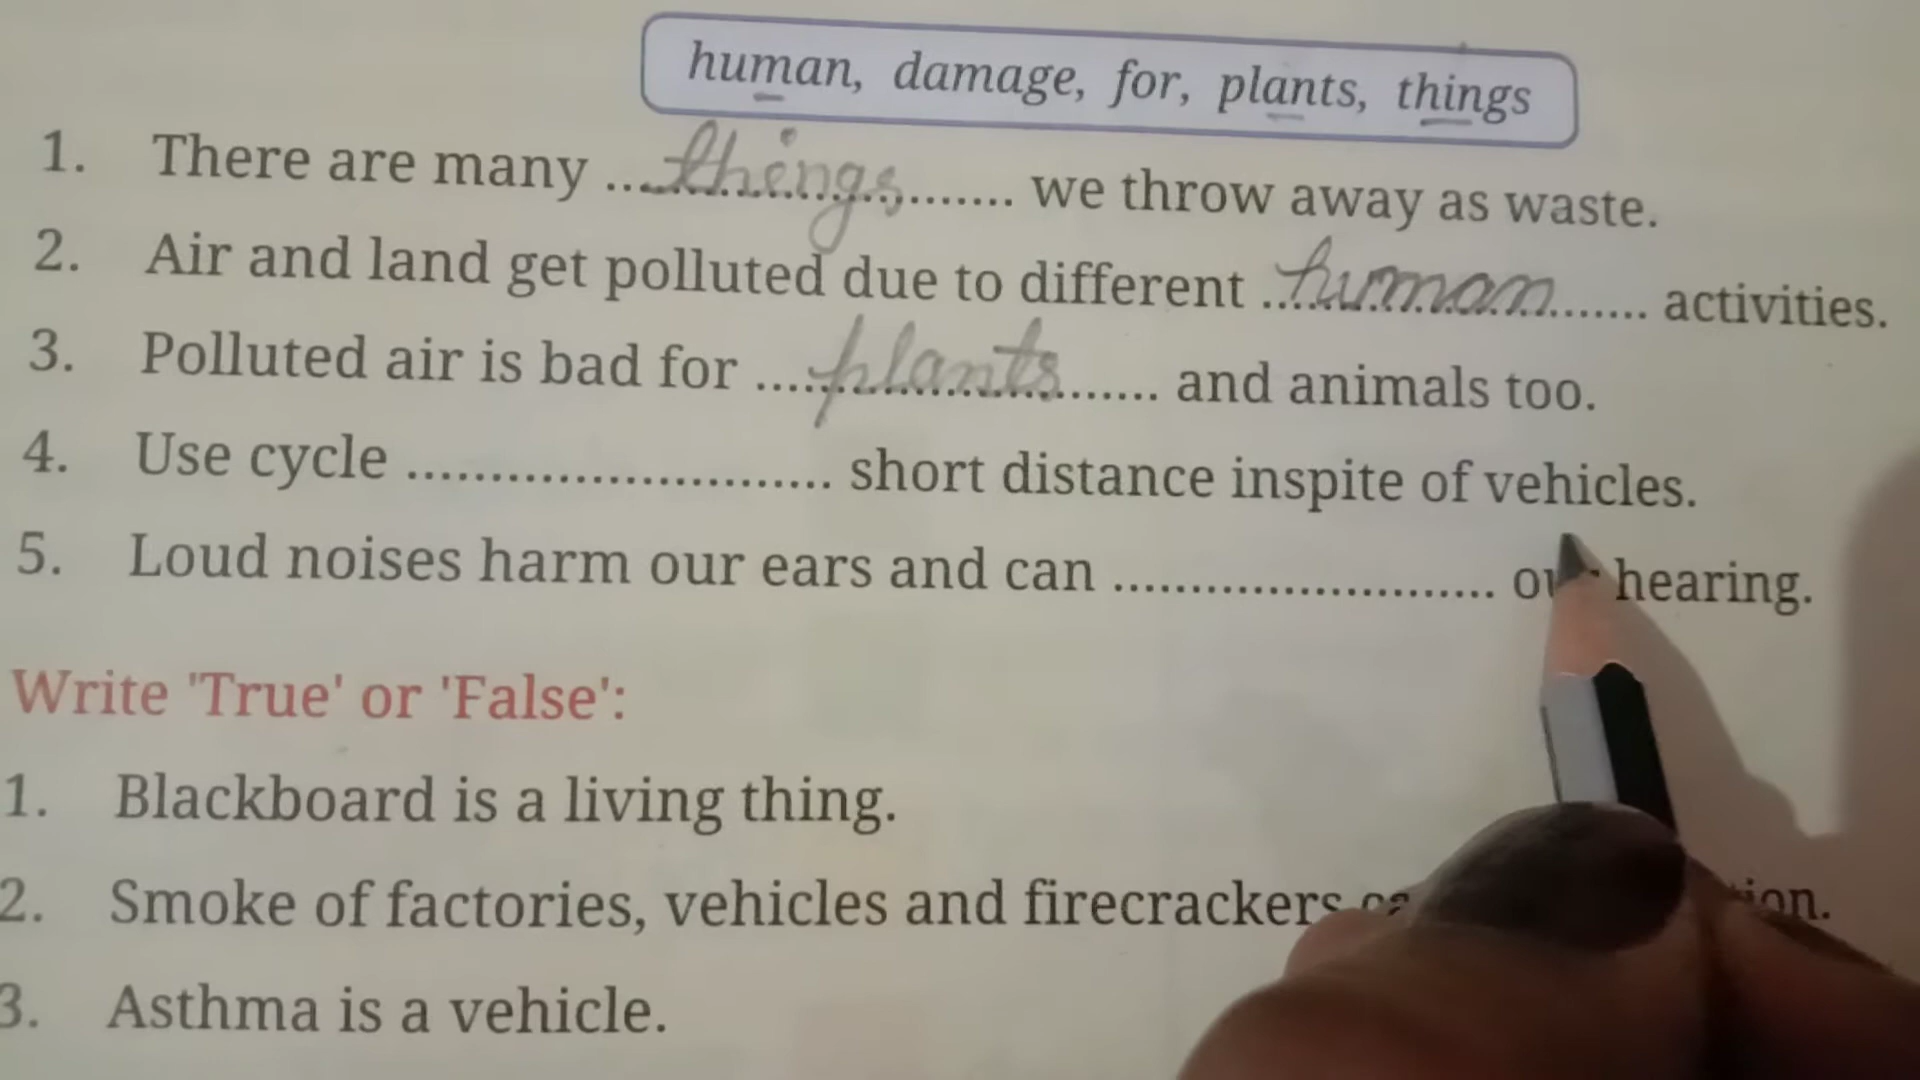 human, damage, for, plants, things
1. There are many ...things... we throw away as waste.
2. Air and land get polluted due to different ...human... activities.
3. Polluted air is bad for ...plants... and animals too.
4. Use cycle ........................... short distance inspite of vehicles.
5. Loud noises harm our ears and can ......................... hearing.
Write 'True' or 'False':
1. Blackboard is a living thing.
2. Smoke of factories, vehicles and firecrackers
3. Asthma is a vehicle.